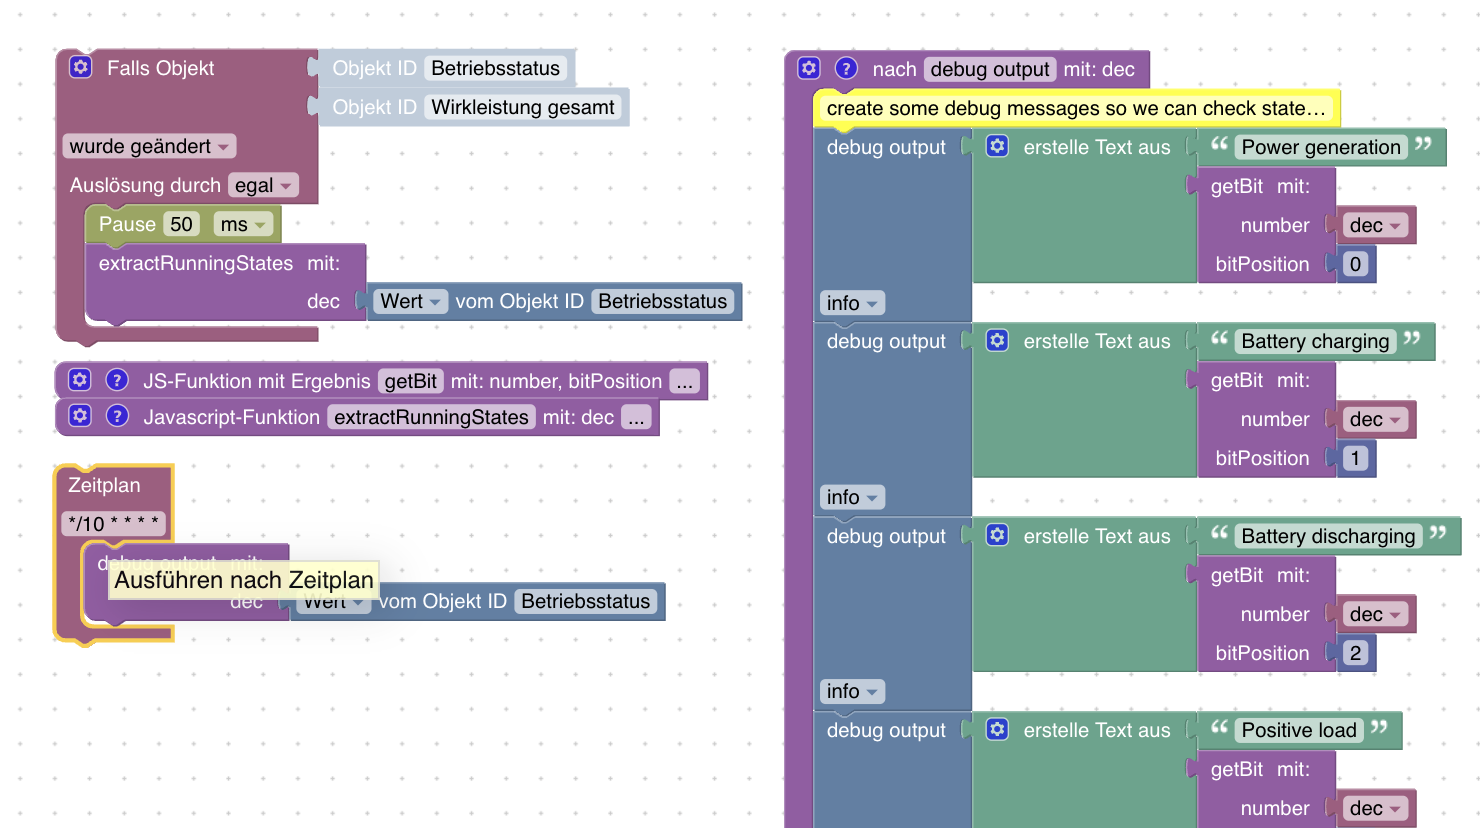 Falls Objekt
Objekt ID Betriebsstatus
Objekt ID Wirkleistung gesamt
wurde geändert
Auslösung durch egal
Pause 50 ms
extractRunningStates mit:
dec Wert vom Objekt ID Betriebsstatus
? JS-Funktion mit Ergebnis getBit mit: number, bitPosition ...
? Javascript-Funktion extractRunningStates mit: dec ...
Zeitplan
*/10 * * * *
debug output mit:
Ausführen nach Zeitplan
dec Wert vom Objekt ID Betriebsstatus
? nach debug output mit: dec
create some debug messages so we can check state…
debug output erstelle Text aus “ Power generation ”
getBit mit:
number dec
bitPosition 0
info
debug output erstelle Text aus “ Battery charging ”
getBit mit:
number dec
bitPosition 1
info
debug output erstelle Text aus “ Battery discharging ”
getBit mit:
number dec
bitPosition 2
info
debug output erstelle Text aus “ Positive load ”
getBit mit:
number dec